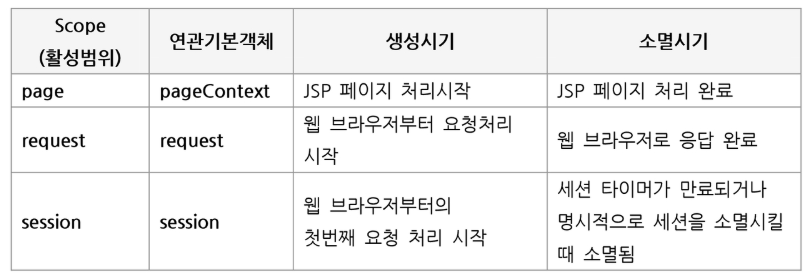 Scope
(활성범위)
연관기본객체
생성시기
소멸시기
page
pageContext
JSP 페이지 처리시작
JSP 페이지 처리 완료
request
request
웹 브라우저부터 요청처리
시작
웹 브라우저로 응답 완료
session
session
웹 브라우저부터의
첫번째 요청 처리 시작
세션 타이머가 만료되거나
명시적으로 세션을 소멸시킬
때 소멸됨